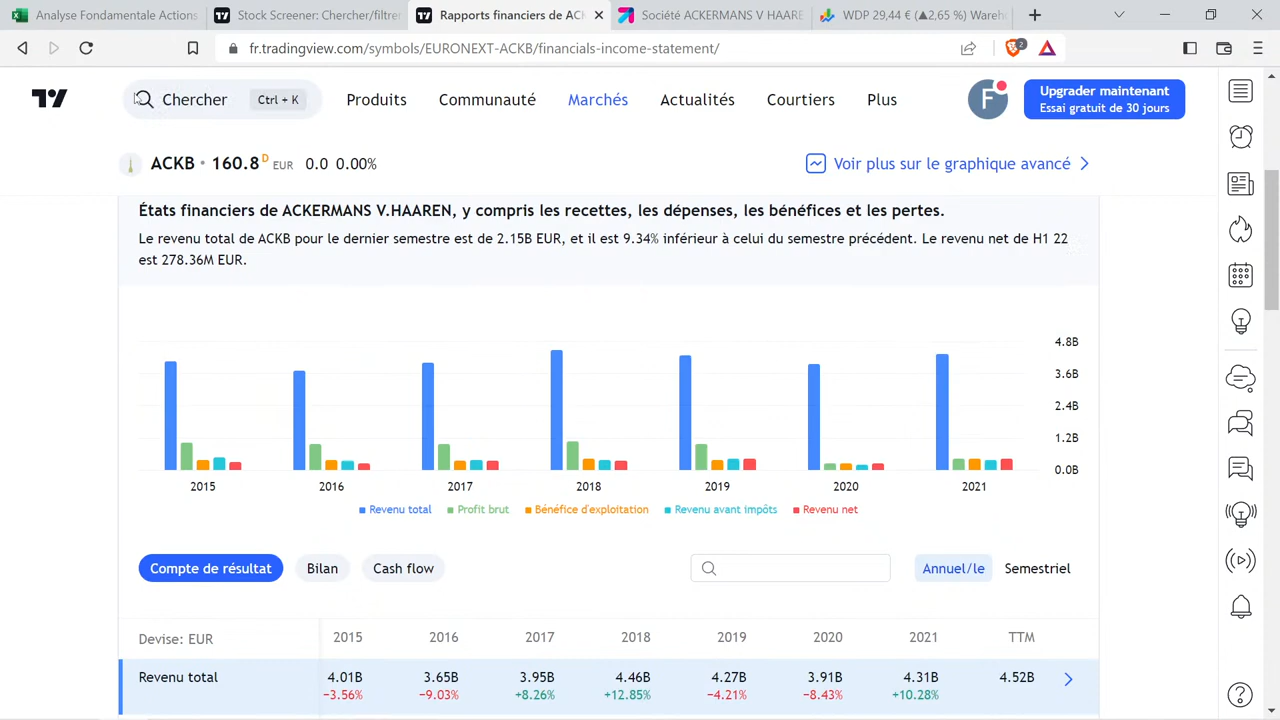 Analyse Fondamentale Actions
Stock Screener: Chercher/filtrer
Rapports financiers de ACK
Société ACKERMANS V HAARE
WDP 29,44 € (▲2,65 %) Wareh
fr.tradingview.com/symbols/EURONEXT-ACKB/financials-income-statement/
2
Chercher Ctrl + K
Produits
Communauté
Marchés
Actualités
Courtiers
Plus
F
Upgrader maintenant
Essai gratuit de 30 jours
ACKB • 160.8 D EUR 0.0 0.00%
Voir plus sur le graphique avancé
États financiers de ACKERMANS V.HAAREN, y compris les recettes, les dépenses, les bénéfices et les pertes.
Le revenu total de ACKB pour le dernier semestre est de 2.15B EUR, et il est 9.34% inférieur à celui du semestre précédent. Le revenu net de H1 22
est 278.36M EUR.
4.8B
3.6B
2.4B
1.2B
0.0B
2015 2016 2017 2018 2019 2020 2021
Revenu total Profit brut Bénéfice d'exploitation Revenu avant impôts Revenu net
Compte de résultat Bilan Cash flow Annuel/le Semestriel
Devise: EUR 2015 2016 2017 2018 2019 2020 2021 TTM
Revenu total 4.01B 3.65B 3.95B 4.46B 4.27B 3.91B 4.31B 4.52B
−3.56% −9.03% +8.26% +12.85% −4.21% −8.43% +10.28%